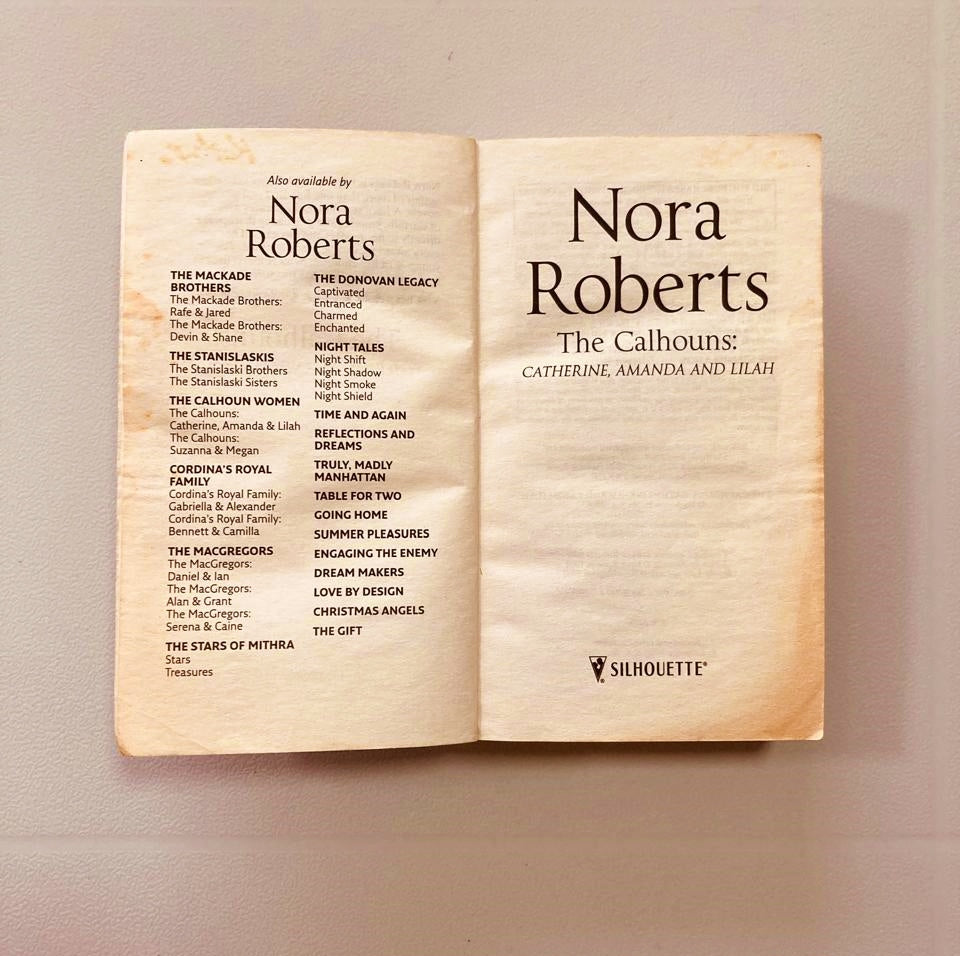 Also available by
Nora
Roberts
THE MACKADE
BROTHERS
The Mackade Brothers:
Rafe & Jared
The Mackade Brothers:
Devin & Shane
THE STANISLASKIS
The Stanislaski Brothers
The Stanislaski Sisters
THE CALHOUN WOMEN
The Calhouns:
Catherine, Amanda & Lilah
The Calhouns:
Suzanna & Megan
CORDINA'S ROYAL
FAMILY
Cordina's Royal Family:
Gabriella & Alexander
Cordina's Royal Family:
Bennett & Camilla
THE MACGREGORS
The MacGregors:
Daniel & Ian
The MacGregors:
Alan & Grant
The MacGregors:
Serena & Caine
THE STARS OF MITHRA
Stars
Treasures
THE DONOVAN LEGACY
Captivated
Entranced
Charmed
Enchanted
NIGHT TALES
Night Shift
Night Shadow
Night Smoke
Night Shield
TIME AND AGAIN
REFLECTIONS AND
DREAMS
TRULY, MADLY
MANHATTAN
TABLE FOR TWO
GOING HOME
SUMMER PLEASURES
ENGAGING THE ENEMY
DREAM MAKERS
LOVE BY DESIGN
CHRISTMAS ANGELS
THE GIFT
Nora
Roberts
The Calhouns:
CATHERINE, AMANDA AND LILAH
SILHOUETTE®